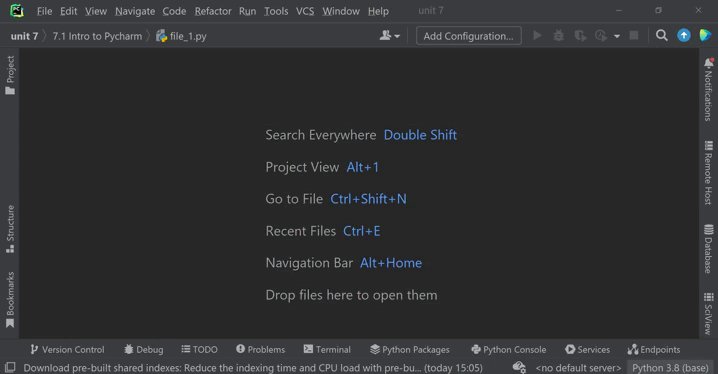 PC
File Edit View Navigate Code Refactor Run Tools VCS Window Help unit 7
unit 7 7.1 Intro to Pycharm file_1.py Add Configuration...
Project
Structure
Bookmarks
Search Everywhere Double Shift
Project View Alt+1
Go to File Ctrl+Shift+N
Recent Files Ctrl+E
Navigation Bar Alt+Home
Drop files here to open them
Notifications
Remote Host
Database
SciView
Version Control Debug TODO Problems Terminal Python Packages Python Console Services Endpoints
Download pre-built shared indexes: Reduce the indexing time and CPU load with pre-bu... (today 15:05) <no default server> Python 3.8 (base)